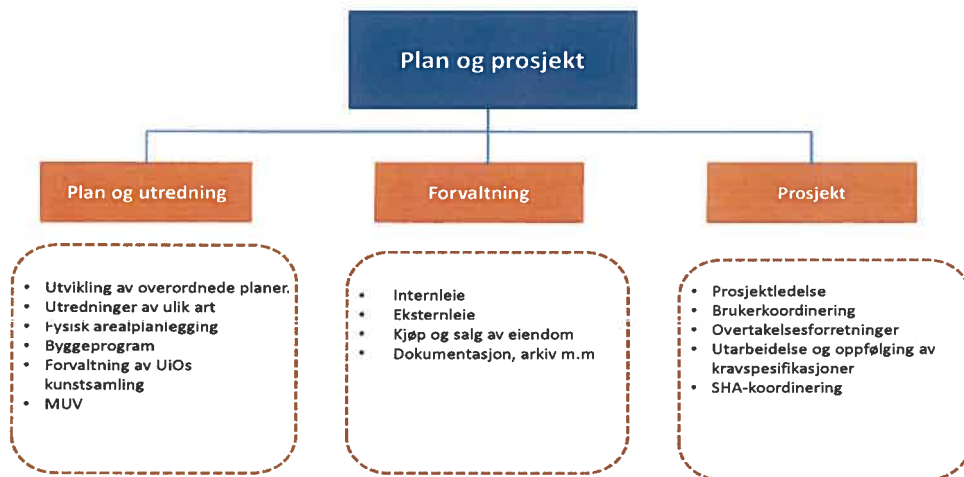 Plan og prosjekt
Plan og utredning
Forvaltning
Prosjekt
• Utvikling av overordnede planer.
• Utredninger av ulik art
• Fysisk arealplanlegging
• Byggeprogram
• Forvaltning av UiOs
kunstsamling
• MUV
• Internleie
• Eksternleie
• Kjøp og salg av eiendom
• Dokumentasjon, arkiv m.m
• Prosjektledelse
• Brukerkoordinering
• Overtakelsesforretninger
• Utarbeidelse og oppfølging av
kravspesifikasjoner
• SHA-koordinering